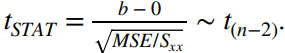 t_{STAT} = \frac{b - 0}{\sqrt{MSE/S_{xx}}} \sim t_{(n-2)}.